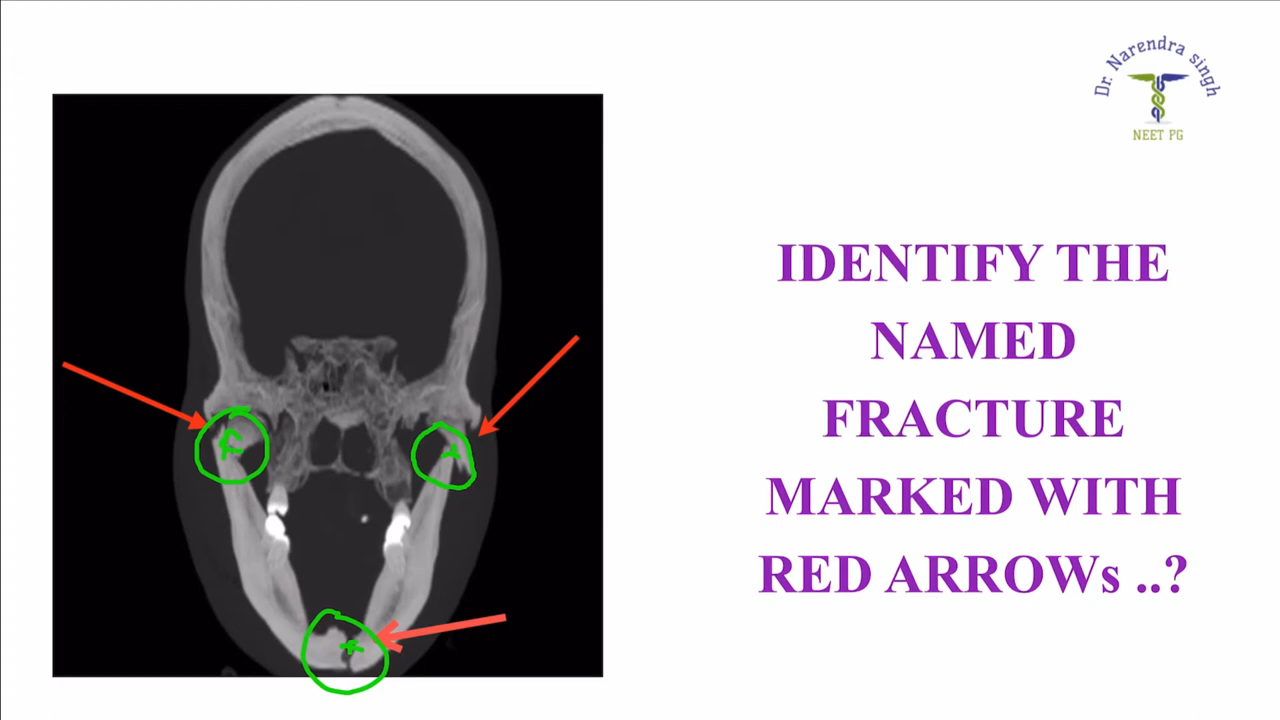 Dr. Narendra singh
NEET PG
IDENTIFY THE
NAMED
FRACTURE
MARKED WITH
RED ARROWs ..?